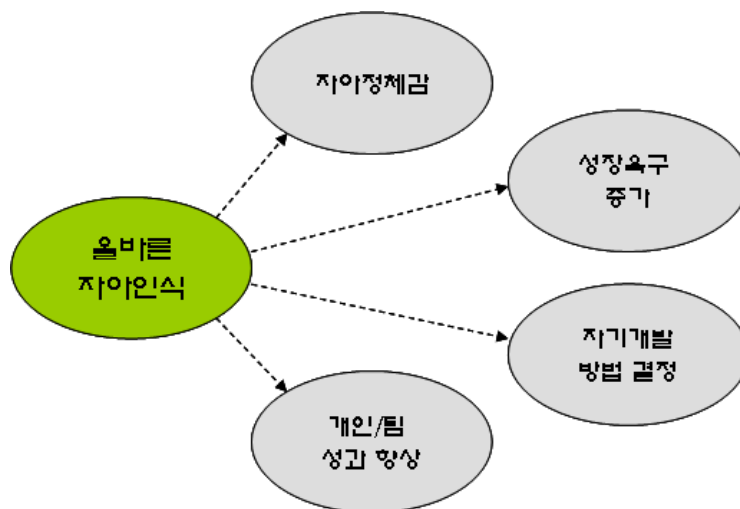 자아정체감
성장욕구
증가
올바른
자아인식
자기개발
방법 결정
개인/팀
성과 향상